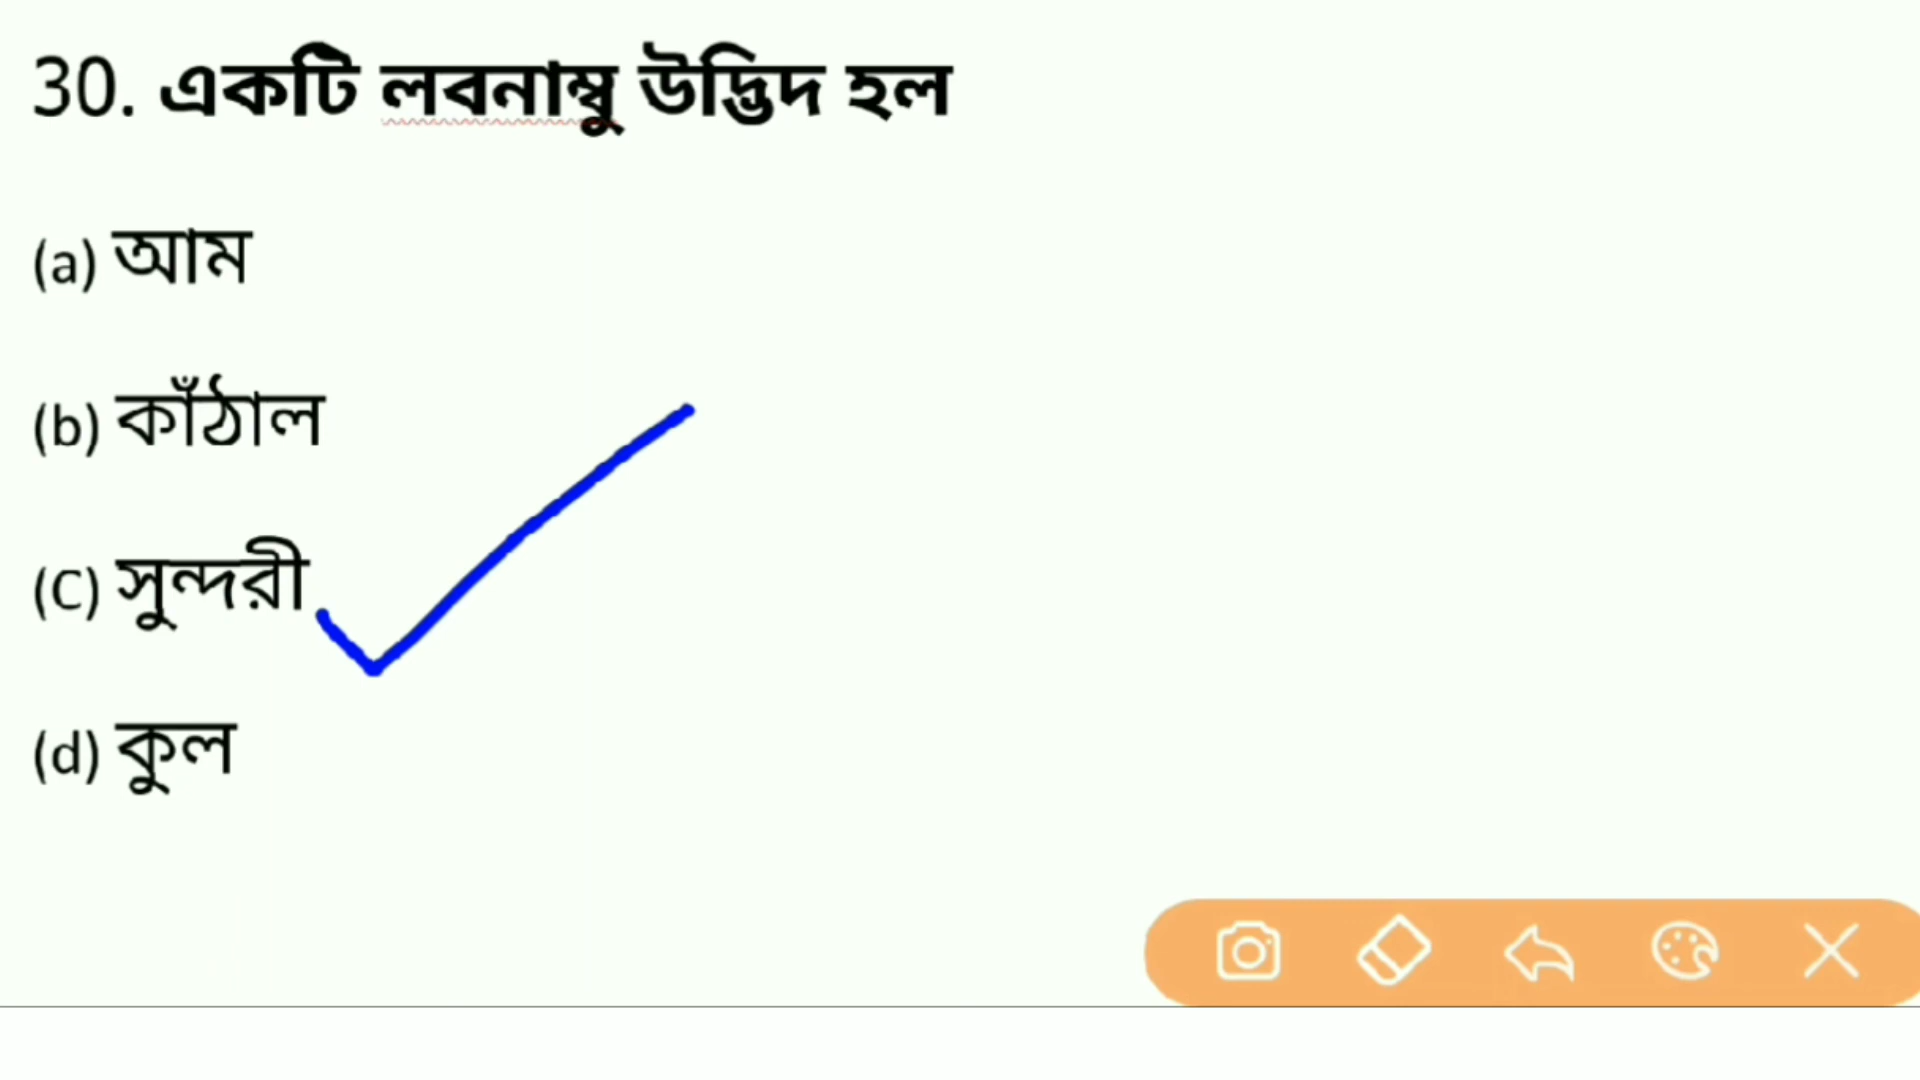 30. একটি লবনাম্বু উদ্ভিদ হল
(a) আম
(b) কাঁঠাল
(C) সুন্দরী
(d) কুল